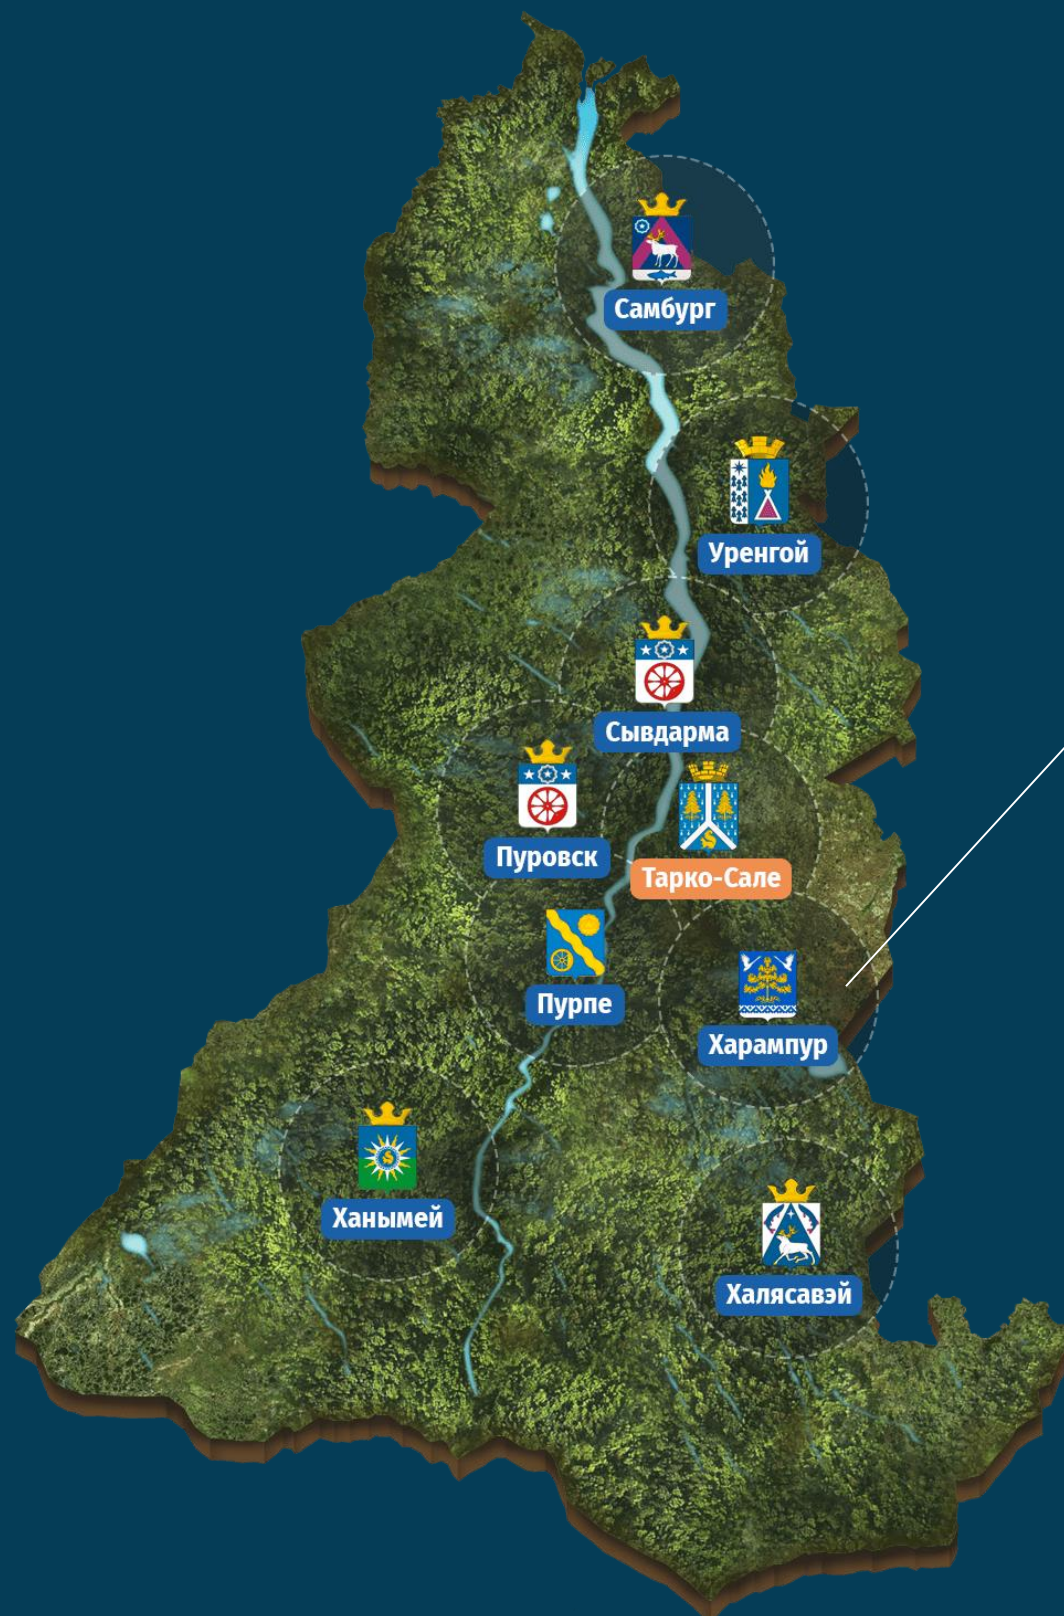 Самбург
Уренгой
Сывдарма
Пуровск
Тарко-Сале
Пурпе
Харампур
Ханымей
Халясавэй